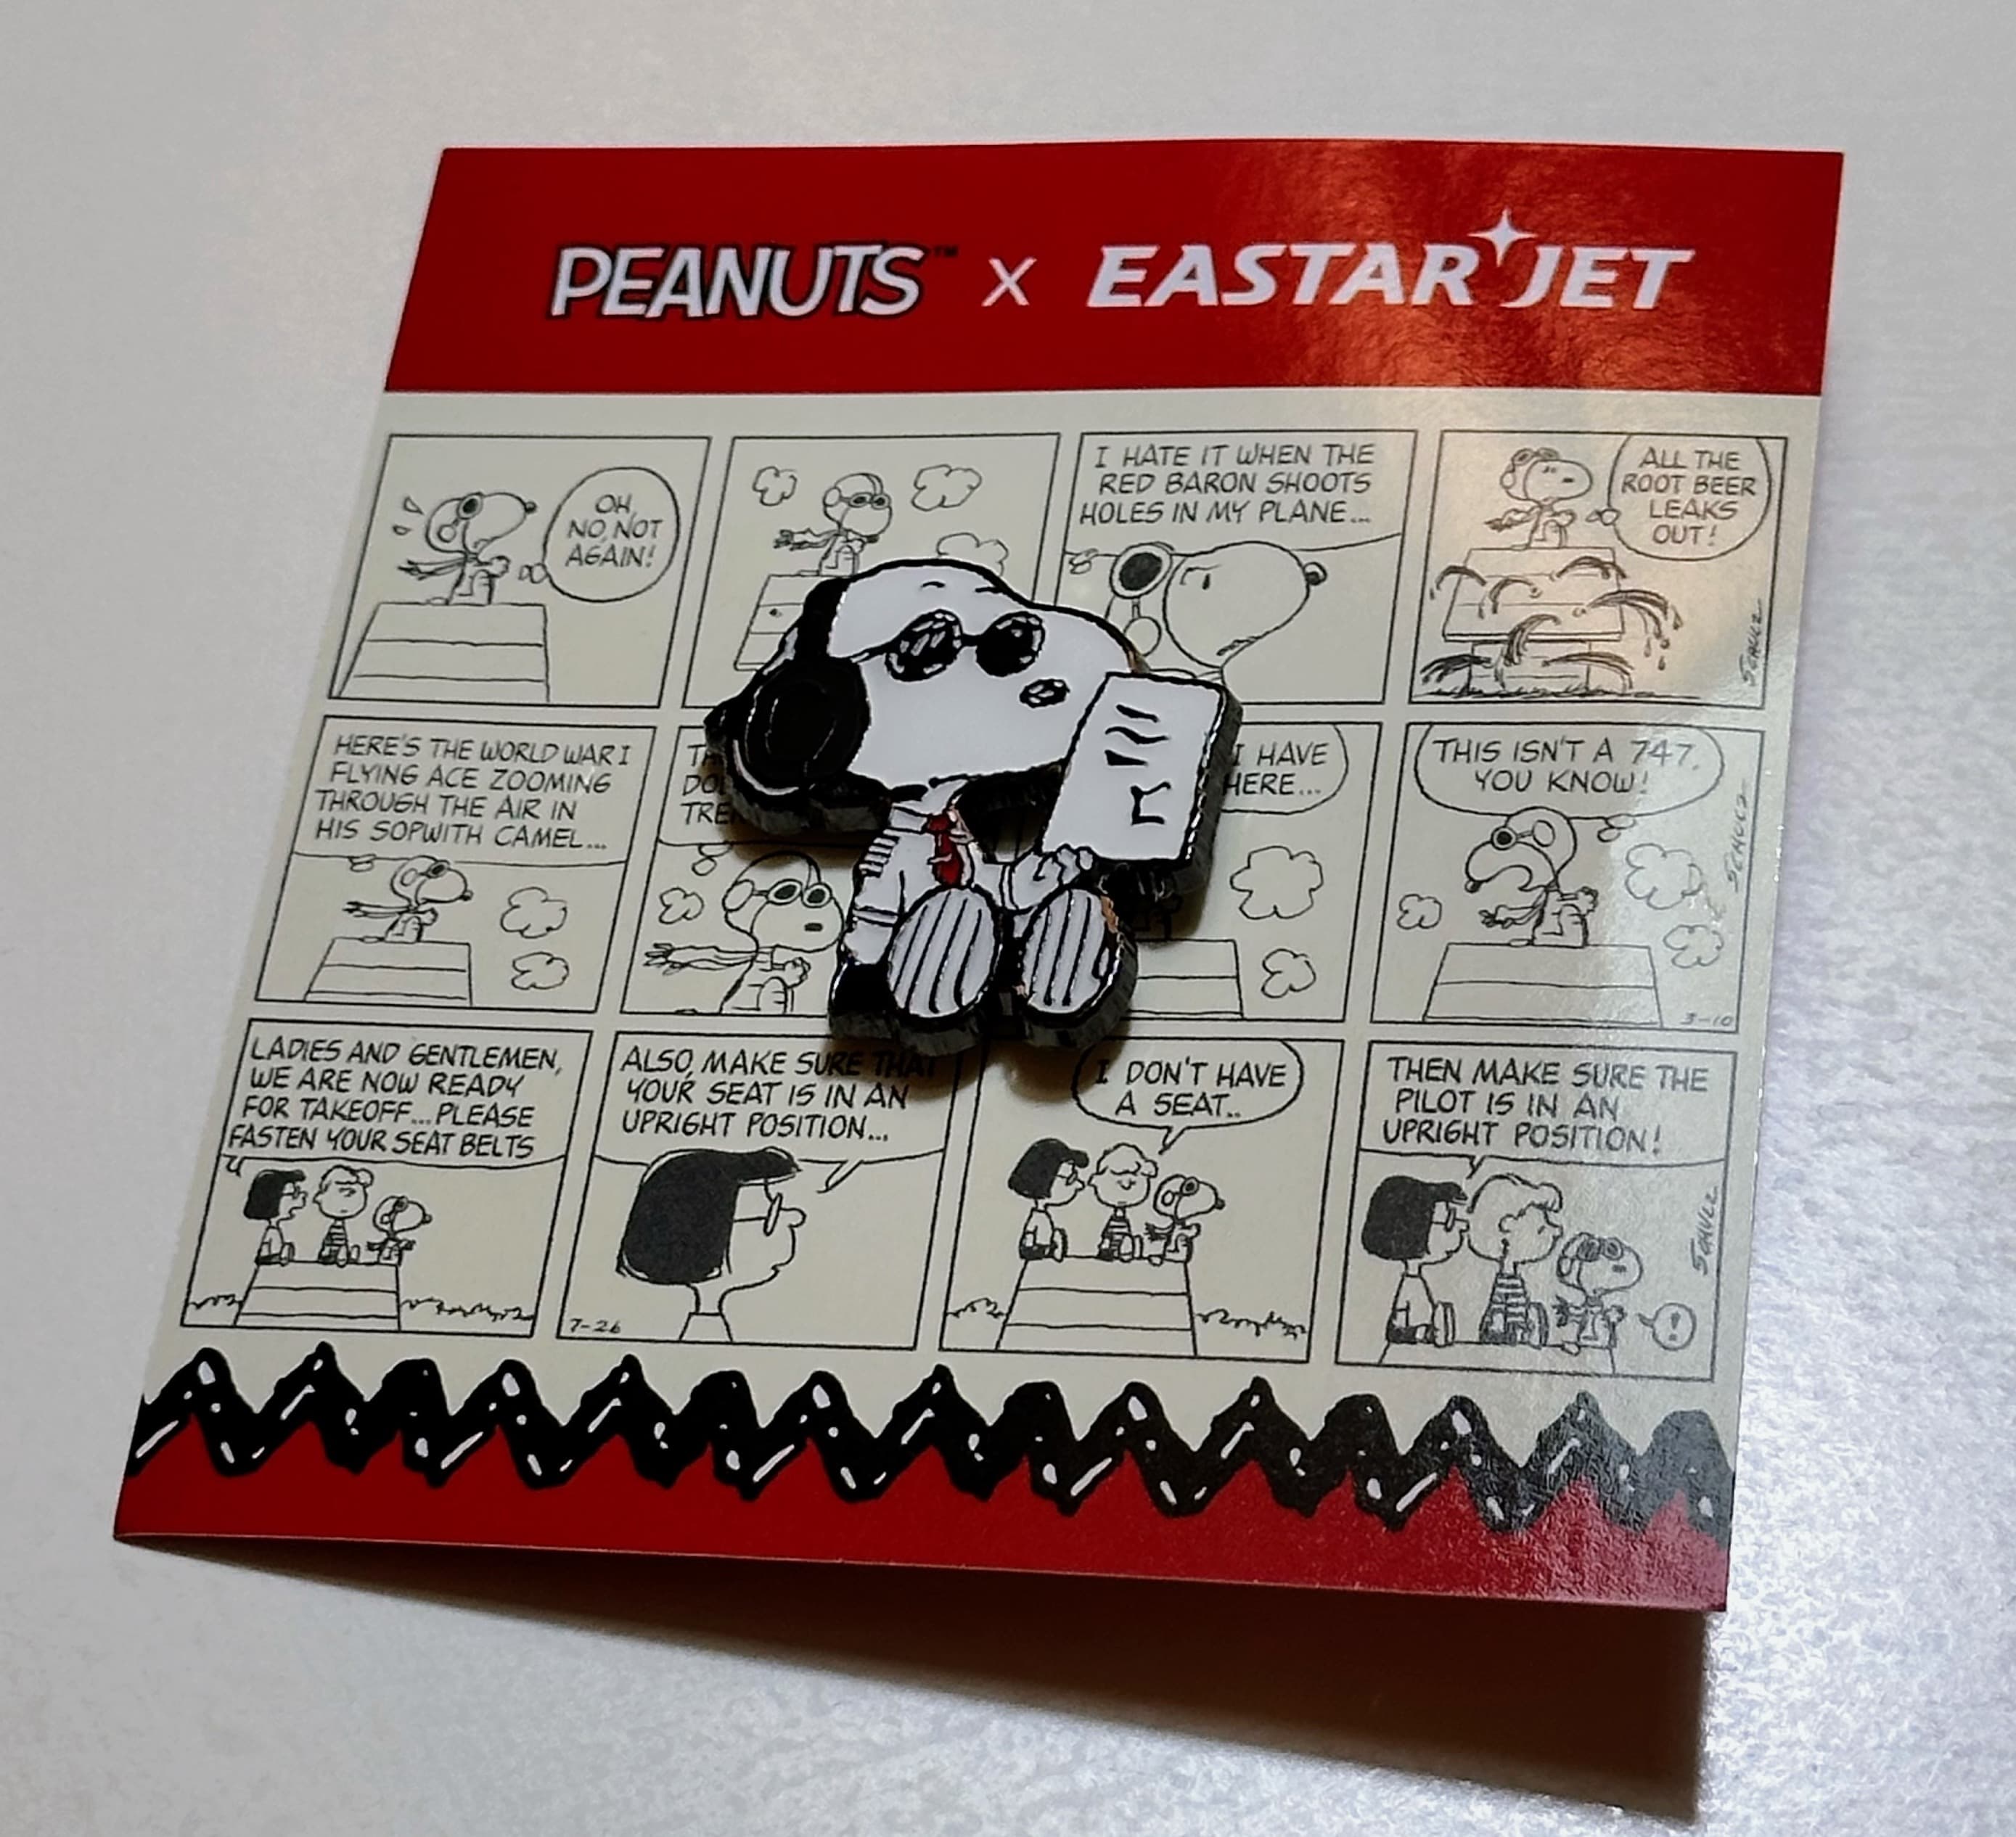 PEANUTS™ x EASTAR JET
OH,
NO, NOT
AGAIN!
I HATE IT WHEN THE
RED BARON SHOOTS
HOLES IN MY PLANE...
ALL THE
ROOT BEER
LEAKS
OUT!
SCHULZ
HERE'S THE WORLD WAR I
FLYING ACE ZOOMING
THROUGH THE AIR IN
HIS SOPWITH CAMEL...
I HAVE
HERE...
THIS ISN'T A 747,
YOU KNOW!
SCHULZ
3-10
LADIES AND GENTLEMEN,
WE ARE NOW READY
FOR TAKEOFF...PLEASE
FASTEN YOUR SEAT BELTS
ALSO, MAKE SURE THAT
YOUR SEAT IS IN AN
UPRIGHT POSITION...
7-26
I DON'T HAVE
A SEAT..
THEN MAKE SURE THE
PILOT IS IN AN
UPRIGHT POSITION!
!
SCHULZ